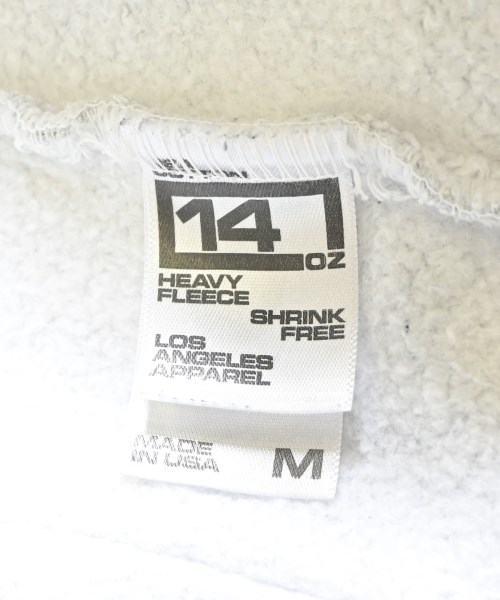 14
OZ
HEAVY
FLEECE
SHRINK
FREE
LOS
ANGELES
APPAREL
MADE
IN USA
M